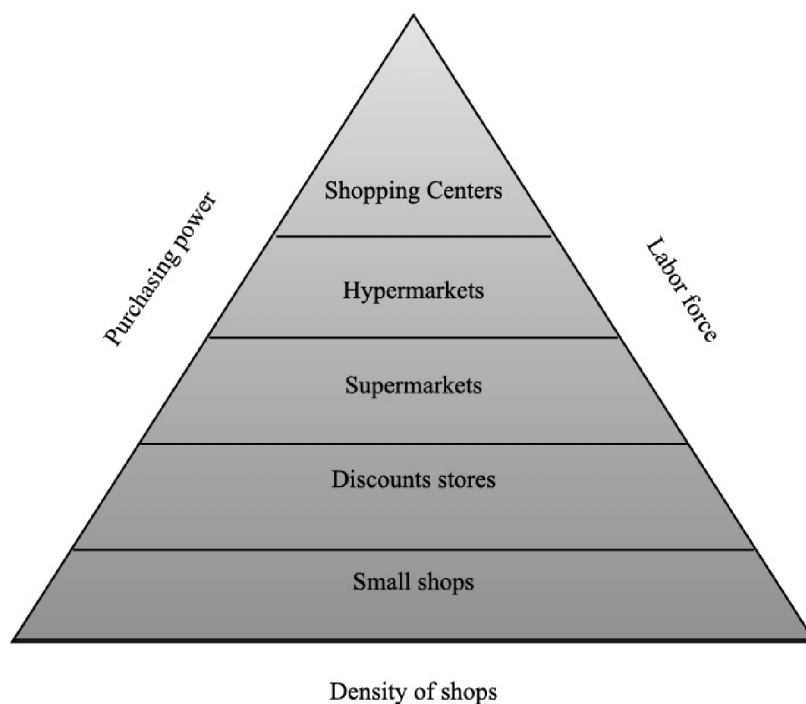 Shopping Centers
Purchasing power
Labor force
Hypermarkets
Supermarkets
Discounts stores
Small shops
Density of shops